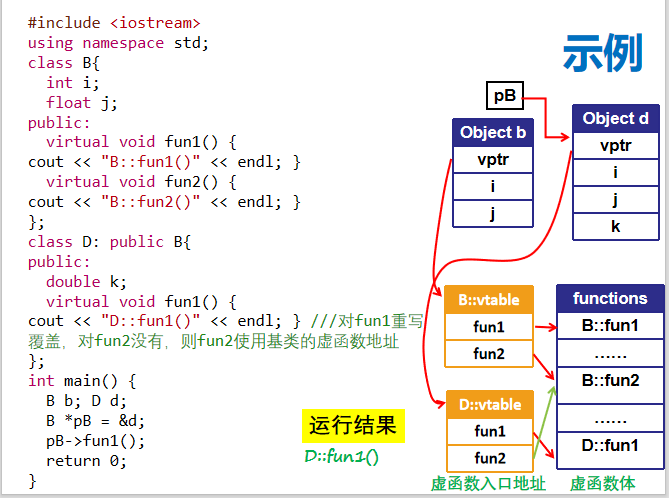 #include <iostream>
using namespace std;
class B{
int i;
float j;
public:
virtual void fun1() {
cout << "B::fun1()" << endl; }
virtual void fun2() {
cout << "B::fun2()" << endl; }
};
class D: public B{
public:
double k;
virtual void fun1() {
cout << "D::fun1()" << endl; } ///对fun1重写
覆盖，对fun2没有，则fun2使用基类的虚函数地址
};
int main() {
B b; D d;
B *pB = &d;
pB->fun1();
return 0;
}
运行结果
D::fun1()
示例
pB
Object b
vptr
i
j
Object d
vptr
i
j
k
B::vtable
fun1
fun2
D::vtable
fun1
fun2
虚函数入口地址
functions
B::fun1
......
B::fun2
......
D::fun1
虚函数体